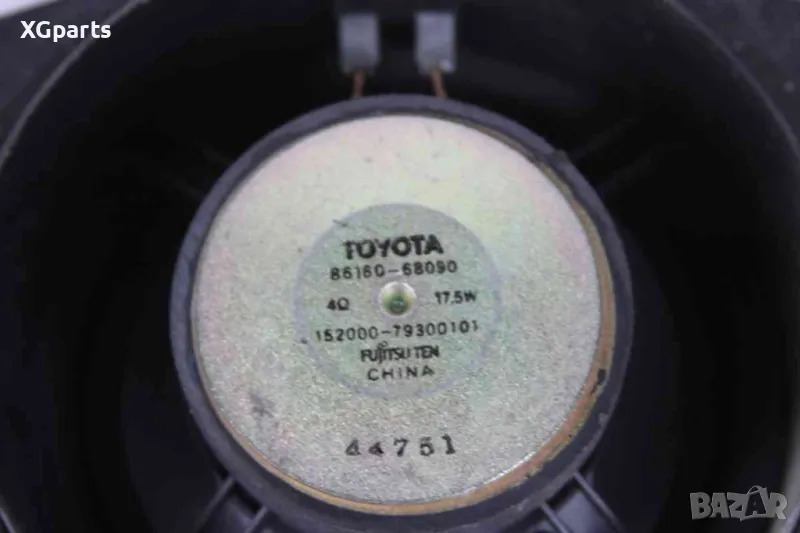 XGparts
TOYOTA
86160-68090
4Ω 17.5W
152000-79300101
FUJITSU TEN
CHINA
44751
BAZAR